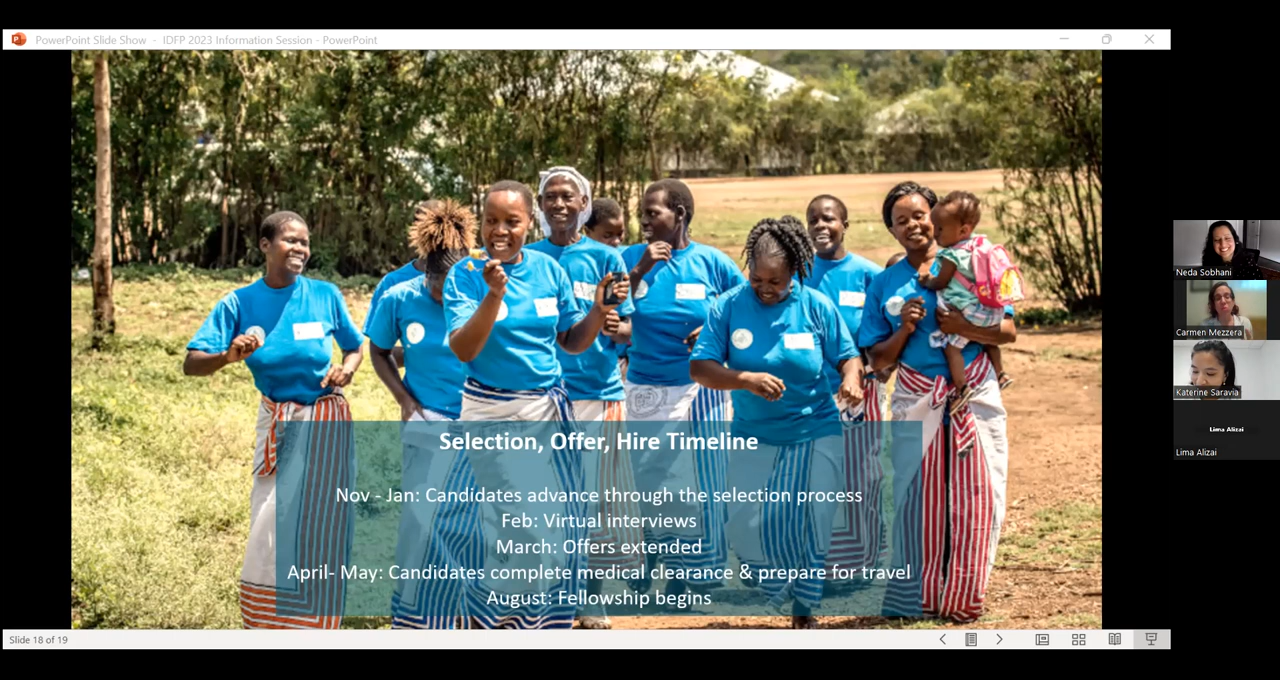 PowerPoint Slide Show - IDFP 2023 Information Session - PowerPoint
Selection, Offer, Hire Timeline
Nov - Jan: Candidates advance through the selection process
Feb: Virtual interviews
March: Offers extended
April- May: Candidates complete medical clearance & prepare for travel
August: Fellowship begins
Slide 18 of 19
Neda Sobhani
Carmen Mezzera
Katerine Saravia
Lima Alizai
Lima Alizai